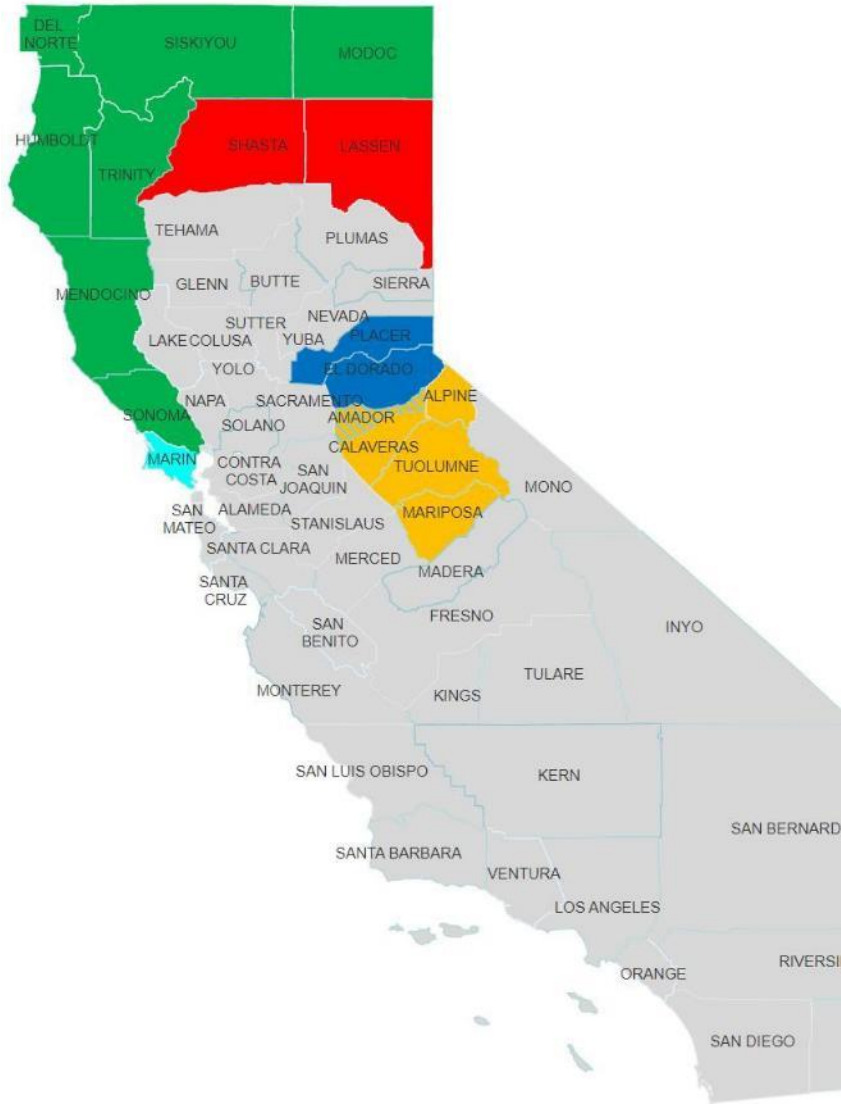 DEL
NORTE
SISKIYOU
MODOC
HUMBOLDT
TRINITY
SHASTA
LASSEN
TEHAMA
PLUMAS
MENDOCINO
GLENN
BUTTE
SIERRA
NEVADA
SUTTER
LAKE
COLUSA
YUBA
PLACER
YOLO
EL DORADO
NAPA
SACRAMENTO
ALPINE
SONOMA
SOLANO
AMADOR
MARIN
CONTRA
COSTA
SAN
JOAQUIN
CALAVERAS
TUOLUMNE
MONO
SAN
MATEO
ALAMEDA
STANISLAUS
MARIPOSA
SANTA CLARA
MERCED
MADERA
SANTA
CRUZ
FRESNO
SAN
BENITO
INYO
MONTEREY
KINGS
TULARE
SAN LUIS OBISPO
KERN
SAN BERNARD
SANTA BARBARA
VENTURA
LOS ANGELES
ORANGE
RIVERSI
SAN DIEGO